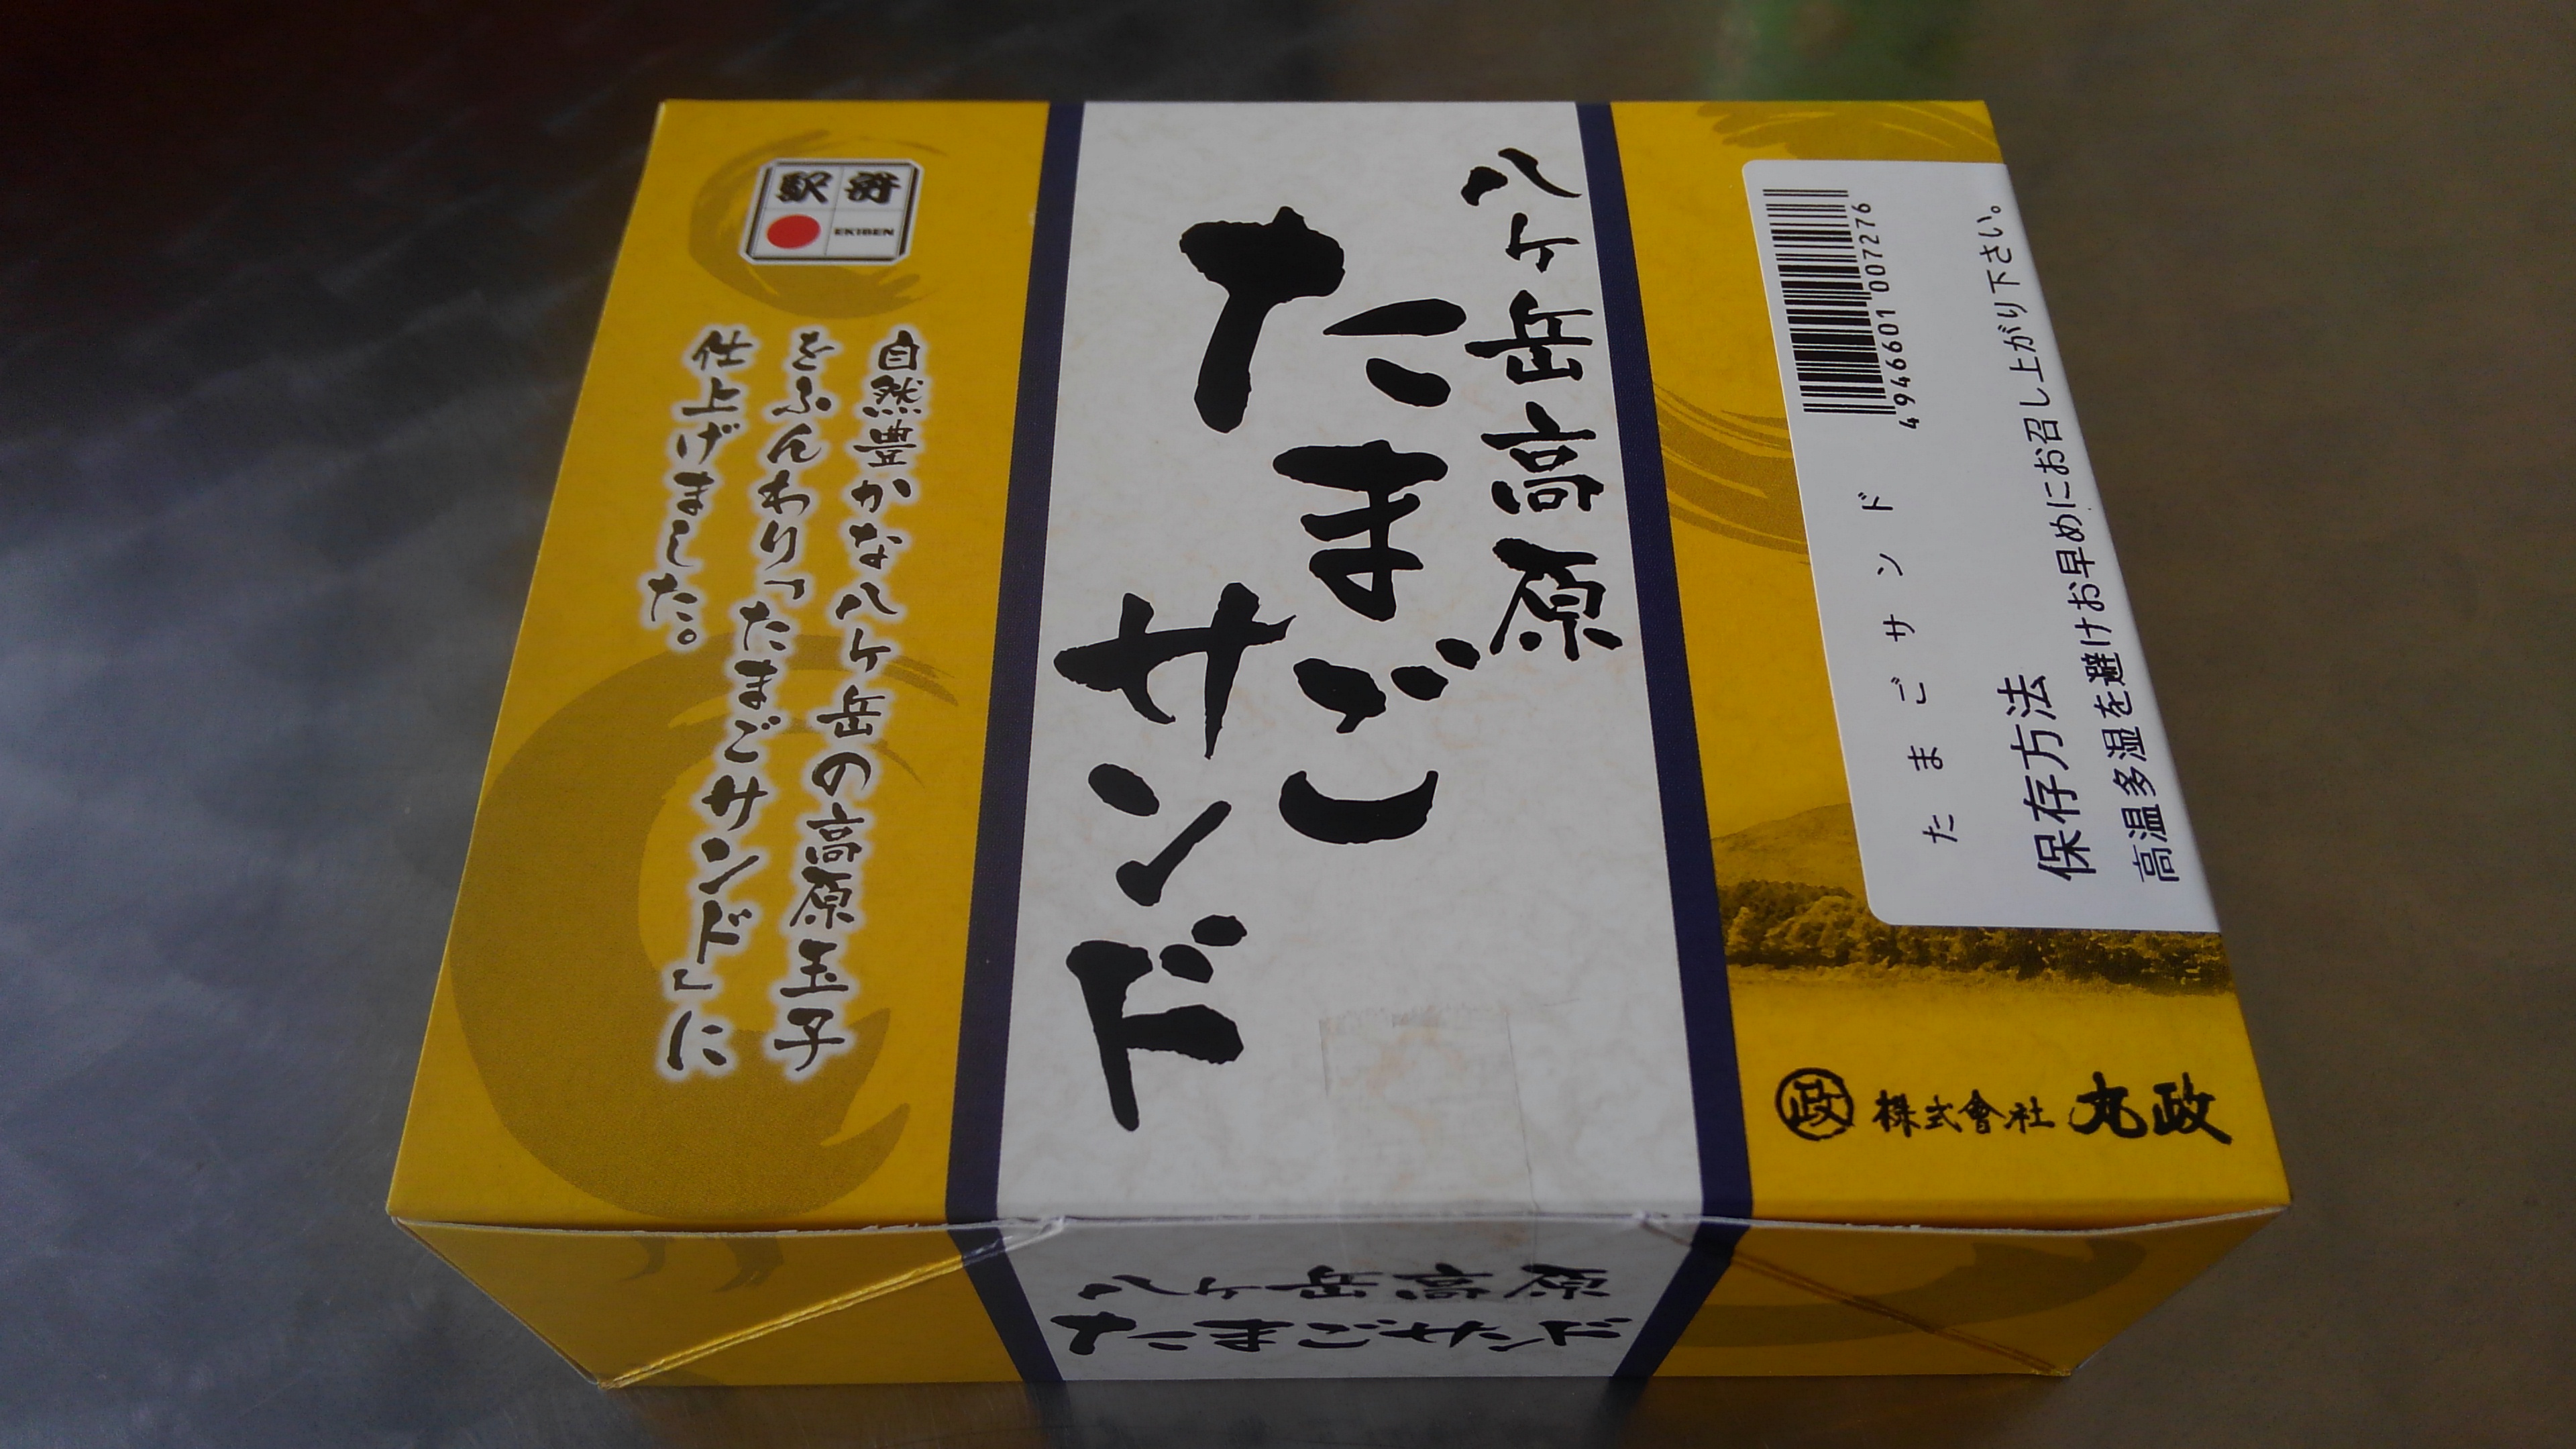 八ヶ岳高原
たまご
サンド
駅弁
EKIBEN
自然豊かな八ヶ岳の高原玉子
をふんわり「たまごサンド」に
仕上げました。
4946601007276
たまごサンド
保存方法
高温多湿を避けお早めにお召し上がり下さい。
政 株式會社 丸政
八ヶ岳高原
たまごサンド